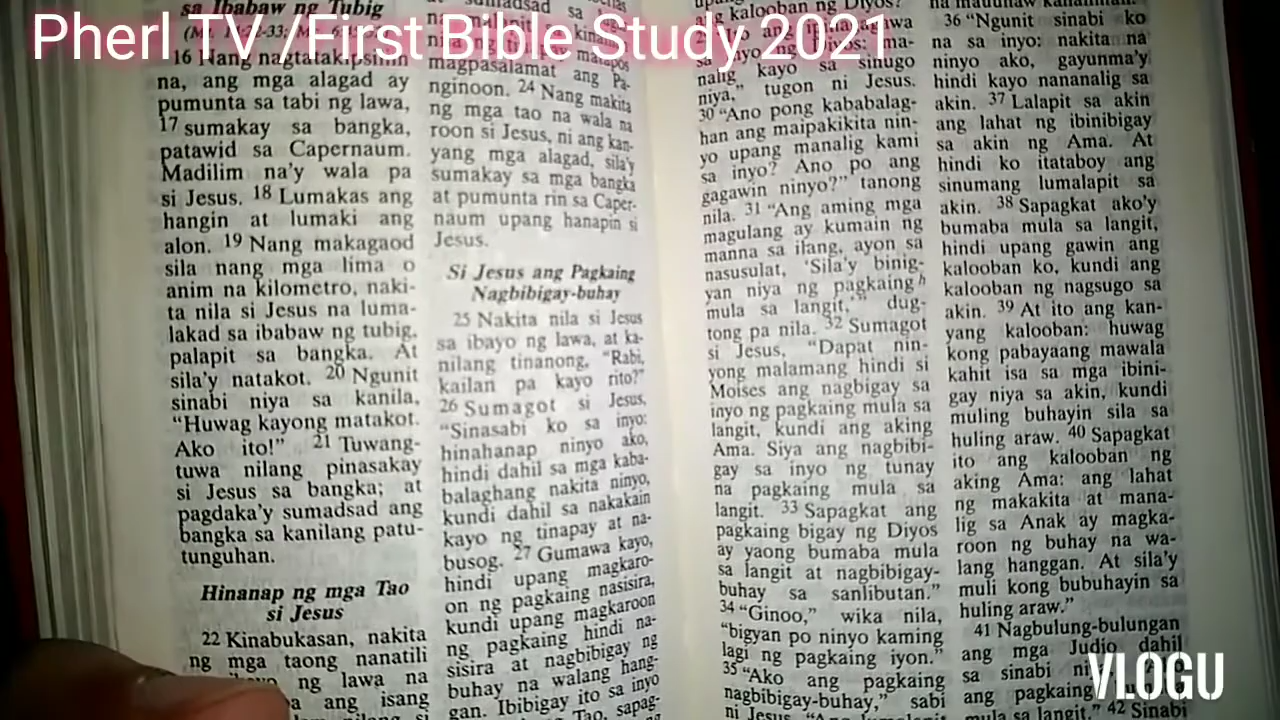 Pherl TV /First Bible Study 2021
sa Ibabaw ng Tubig
16 Nang nagtatakipsilim
na, ang mga alagad ay
pumunta sa tabi ng lawa,
17 sumakay sa bangka,
patawid sa Capernaum.
Madilim na'y wala pa
si Jesus. 18 Lumakas ang
hangin at lumaki ang
alon. 19 Nang makagaod
sila nang mga lima o
anim na kilometro, naki-
ta nila si Jesus na luma-
lakad sa ibabaw ng tubig,
palapit sa bangka. At
sila'y natakot. 20 Ngunit
sinabi niya sa kanila,
“Huwag kayong matakot.
Ako ito!” 21 Tuwang-
tuwa nilang pinasakay
si Jesus sa bangka; at
pagdaka'y sumadsad ang
bangka sa kanilang patu-
tunguhan.
Hinanap ng mga Tao
si Jesus
22 Kinabukasan, nakita
ng mga taong nanatili
ng lawa na
ang isang
sumadsad sa
magpasalamat ang Pa-
nginoon. 24 Nang makita
ng mga tao na wala na
roon si Jesus, ni ang kan-
yang mga alagad, sila'y
sumakay sa mga bangka
at pumunta rin sa Caper-
naum upang hanapin si
Jesus.
Si Jesus ang Pagkaing
Nagbibigay-buhay
25 Nakita nila si Jesus
sa ibayo ng lawa, at ka-
nilang tinanong, “Rabi,
kailan pa kayo rito?”
26 Sumagot si Jesus,
“Sinasabi ko sa inyo:
hinahanap ninyo ako,
hindi dahil sa mga kaba-
balaghang nakita ninyo,
kundi dahil sa nakakain
kayo ng tinapay at na-
busog. 27 Gumawa kayo,
hindi upang magkaro-
on ng pagkaing nasisira,
kundi upang magkaroon
ng pagkaing hindi na-
sisira at nagbibigay ng
buhay na walang hang-
gan. Ibibigay ito sa inyo
Tao, sapag-
ang kalooban ng Diyos?”
nalig kayo sa sinugo
niya,” tugon ni Jesus.
30 “Ano pong kababalag-
han ang maipakikita nin-
yo upang manalig kami
sa inyo? Ano po ang
gagawin ninyo?” tanong
nila. 31 “Ang aming mga
magulang ay kumain ng
manna sa ilang, ayon sa
nasusulat, ‘Sila'y binig-
yan niya ng pagkaing h
mula sa langit,’” dug-
tong pa nila. 32 Sumagot
si Jesus, “Dapat nin-
yong malamang hindi si
Moises ang nagbigay sa
inyo ng pagkaing mula sa
langit, kundi ang aking
Ama. Siya ang nagbibi-
gay sa inyo ng tunay
na pagkaing mula sa
langit. 33 Sapagkat ang
pagkaing bigay ng Diyos
ay yaong bumaba mula
sa langit at nagbibigay-
buhay sa sanlibutan.”
34 “Ginoo,” wika nila,
“bigyan po ninyo kaming
lagi ng pagkaing iyon.”
35 “Ako ang pagkaing
nagbibigay-buhay,” sabi
ni Jesus.
36 “Ngunit sinabi ko
na sa inyo: nakita na
ninyo ako, gayunma'y
hindi kayo nananalig sa
akin. 37 Lalapit sa akin
ang lahat ng ibinibigay
sa akin ng Ama. At
hindi ko itataboy ang
sinumang lumalapit sa
akin. 38 Sapagkat ako'y
bumaba mula sa langit,
hindi upang gawin ang
kalooban ko, kundi ang
kalooban ng nagsugo sa
akin. 39 At ito ang kan-
yang kalooban: huwag
kong pabayaang mawala
kahit isa sa mga ibini-
gay niya sa akin, kundi
muling buhayin sila sa
huling araw. 40 Sapagkat
ito ang kalooban ng
aking Ama: ang lahat
ng makakita at mana-
lig sa Anak ay magka-
roon ng buhay na wa-
lang hanggan. At sila'y
muli kong bubuhayin sa
huling araw.”
41 Nagbulung-bulungan
ang mga Judio dahil
sa sinabi
ang pagkaing
mula sa langit.” 42 Sinabi
VLOGU